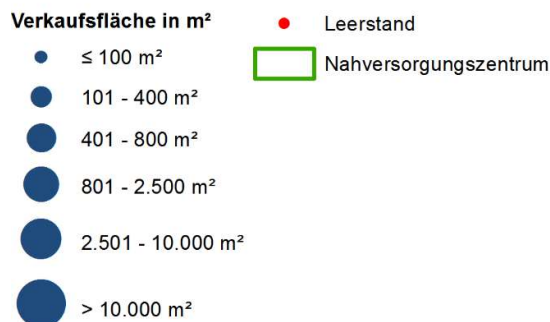 Verkaufsfläche in m²
≤ 100 m²
101 - 400 m²
401 - 800 m²
801 - 2.500 m²
2.501 - 10.000 m²
> 10.000 m²
Leerstand
Nahversorgungszentrum